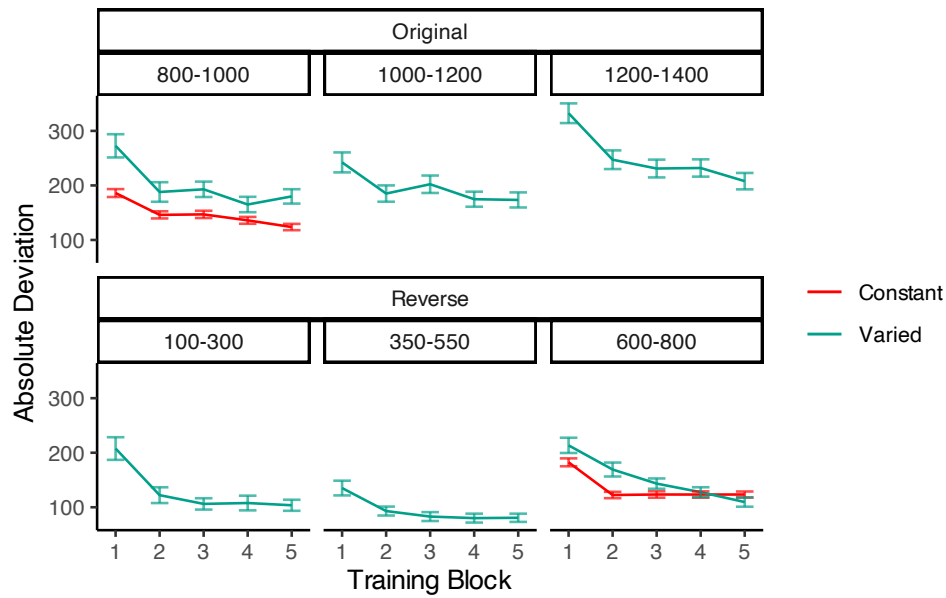 Original
800-1000 1000-1200 1200-1400
300
200
100
Absolute Deviation
Reverse
100-300 350-550 600-800
300
200
100
1 2 3 4 5 1 2 3 4 5 1 2 3 4 5
Training Block
Constant
Varied